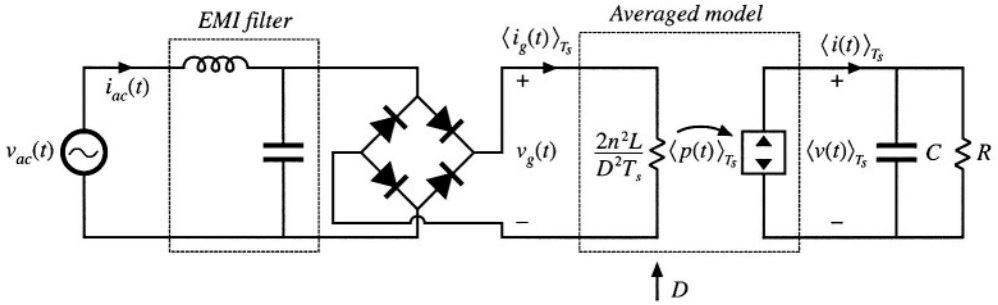 EMI filter
Averaged model
i_ac(t)
⟨i_g(t)⟩_Ts
⟨i(t)⟩_Ts
+
+
v_ac(t)
v_g(t)
2n²L
D²T_s
⟨p(t)⟩_Ts
⟨v(t)⟩_Ts
C
R
–
–
D